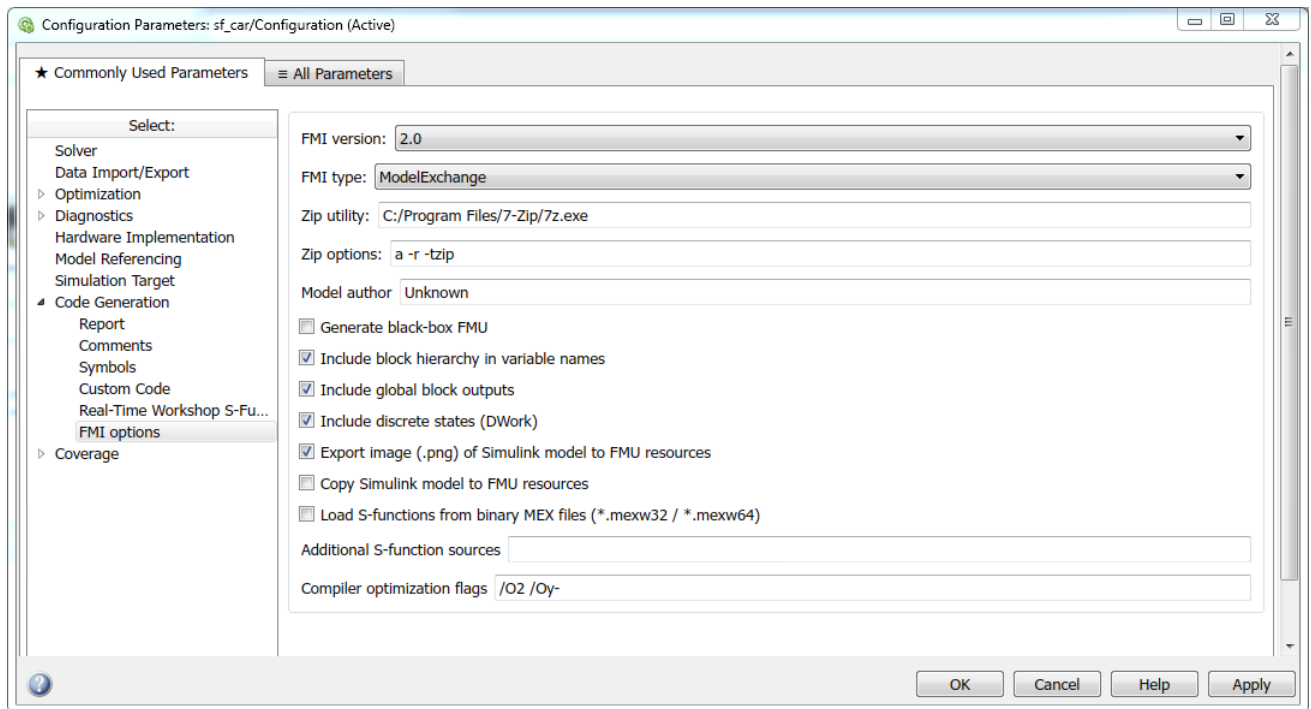 Configuration Parameters: sf_car/Configuration (Active)
★ Commonly Used Parameters
≡ All Parameters
Select:
Solver
Data Import/Export
Optimization
Diagnostics
Hardware Implementation
Model Referencing
Simulation Target
Code Generation
Report
Comments
Symbols
Custom Code
Real-Time Workshop S-Fu...
FMI options
Coverage
FMI version: 2.0
FMI type: ModelExchange
Zip utility: C:/Program Files/7-Zip/7z.exe
Zip options: a -r -tzip
Model author Unknown
Generate black-box FMU
Include block hierarchy in variable names
Include global block outputs
Include discrete states (DWork)
Export image (.png) of Simulink model to FMU resources
Copy Simulink model to FMU resources
Load S-functions from binary MEX files (*.mexw32 / *.mexw64)
Additional S-function sources
Compiler optimization flags /O2 /Oy-
? OK Cancel Help Apply